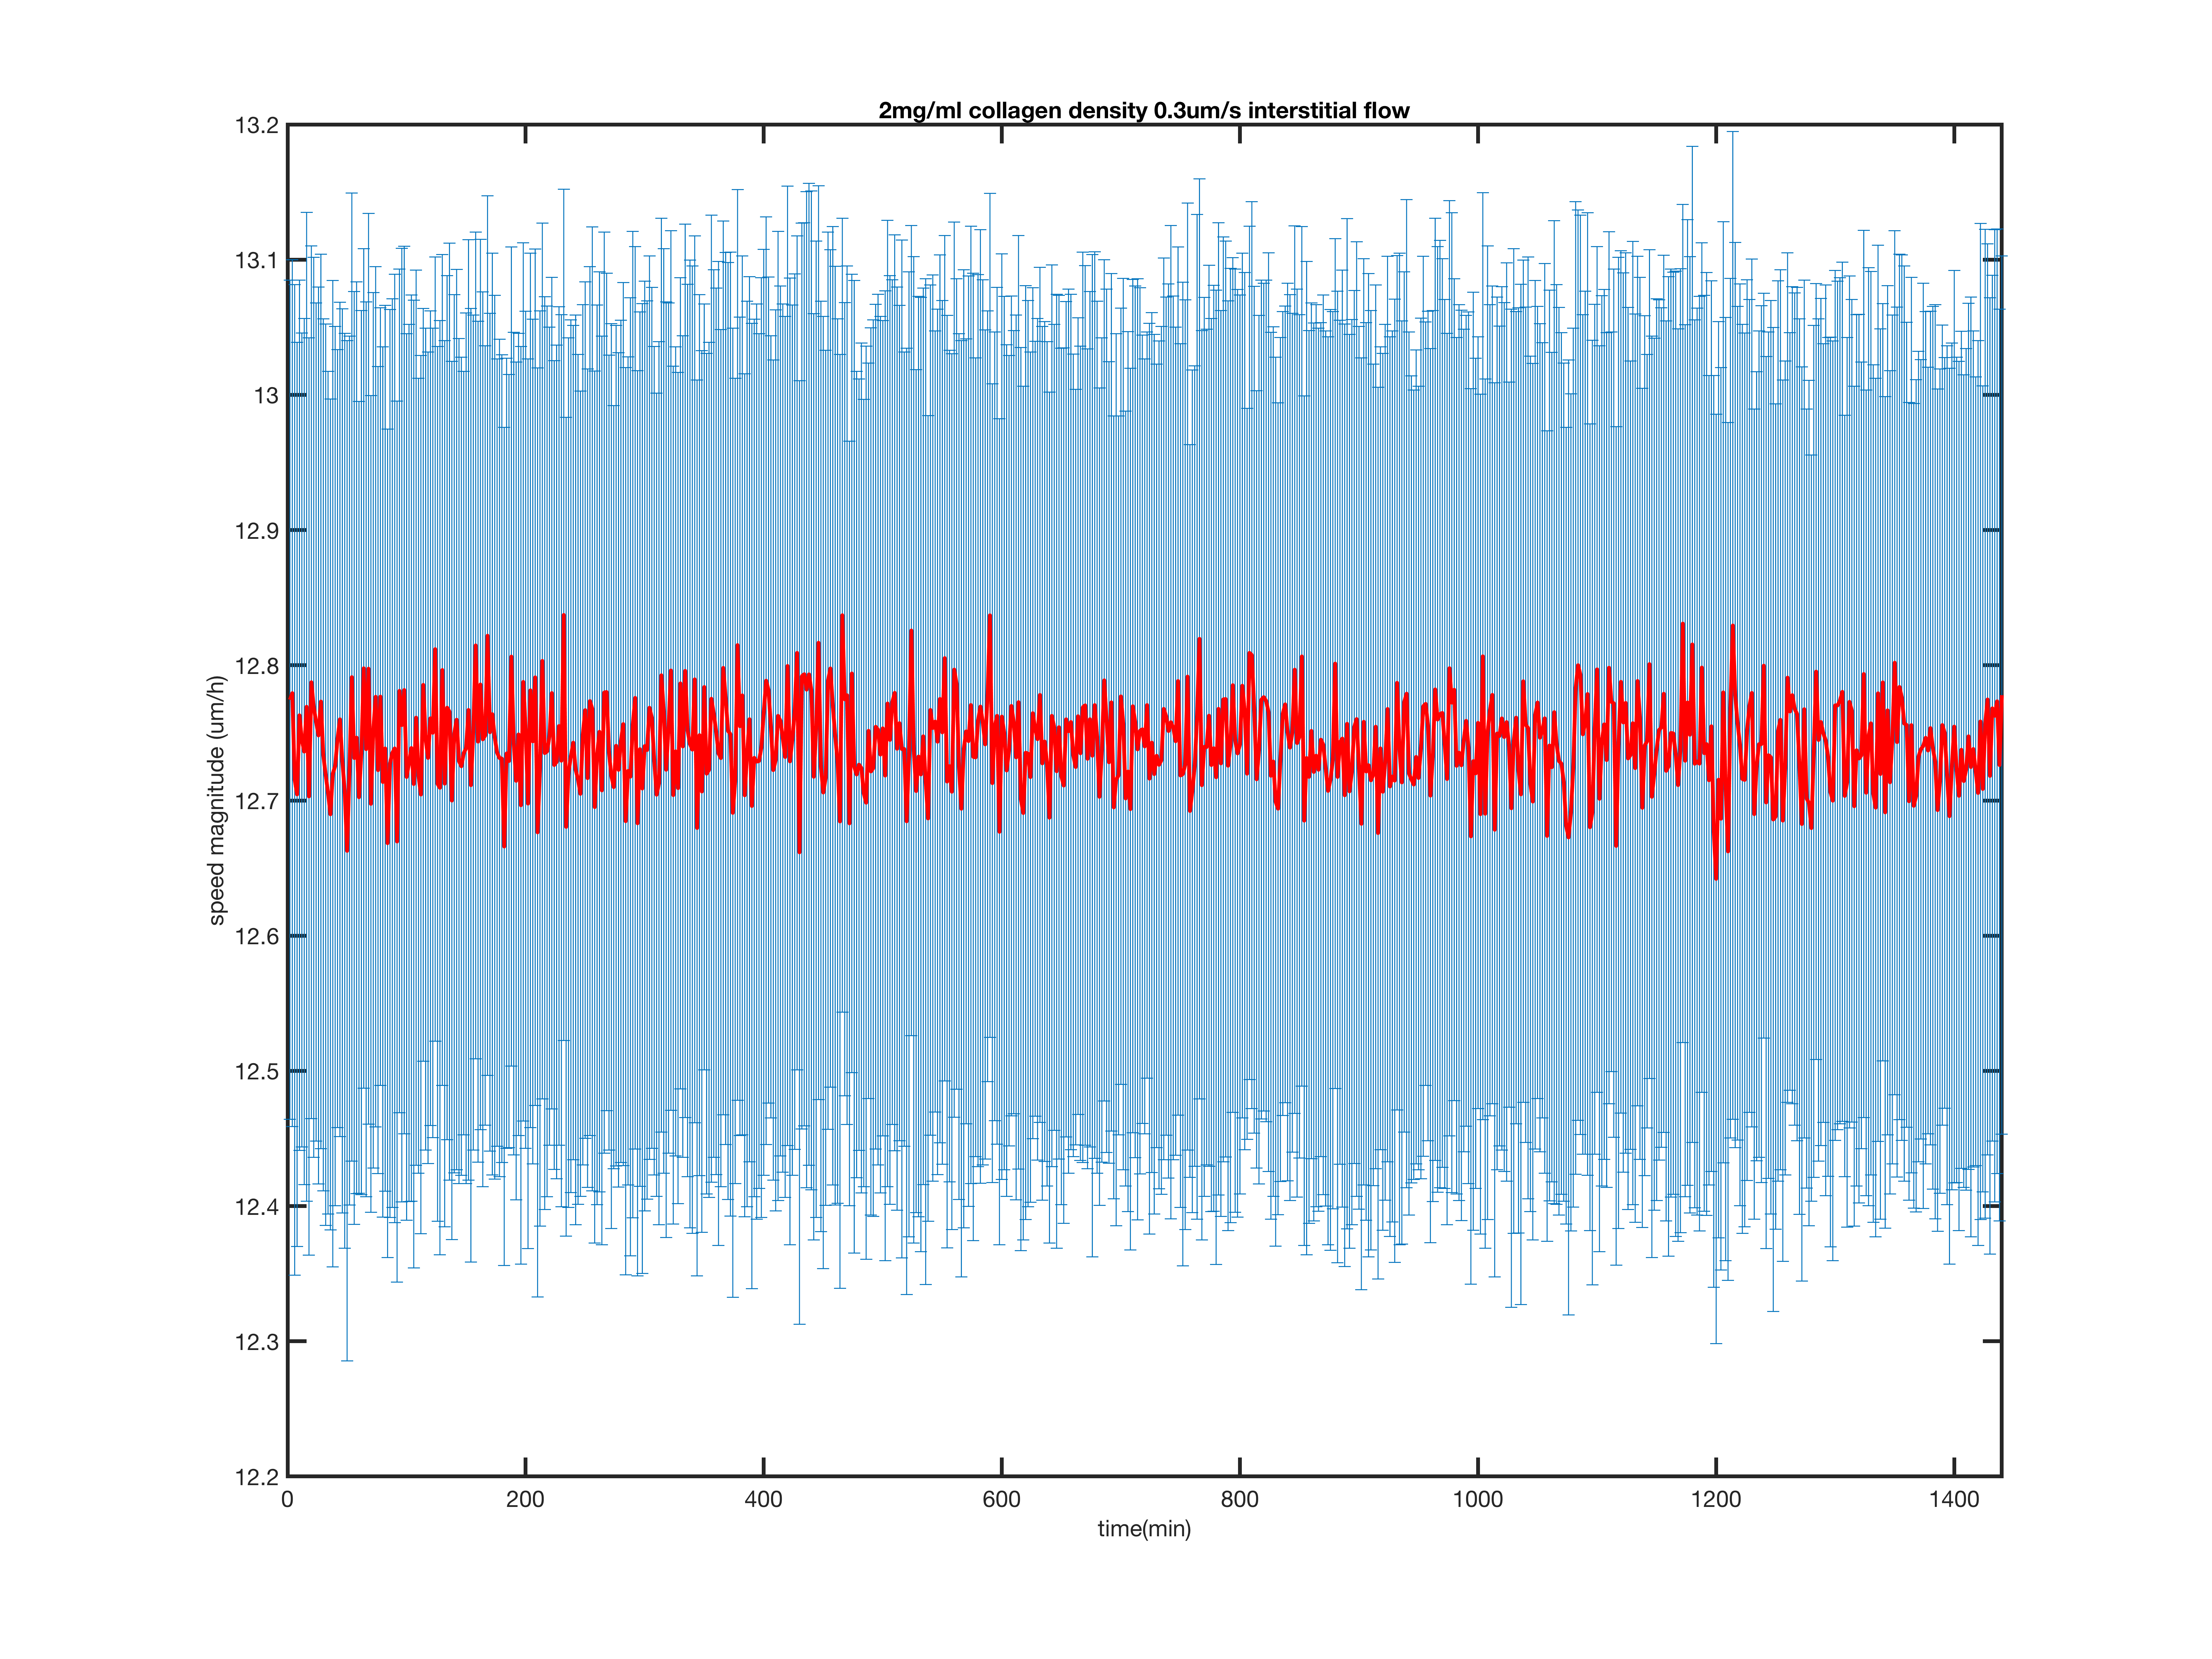 2mg/ml collagen density 0.3um/s interstitial flow
13.2
13.1
13
12.9
12.8
12.7
12.6
12.5
12.4
12.3
12.2
speed magnitude (um/h)
0 200 400 600 800 1000 1200 1400
time(min)